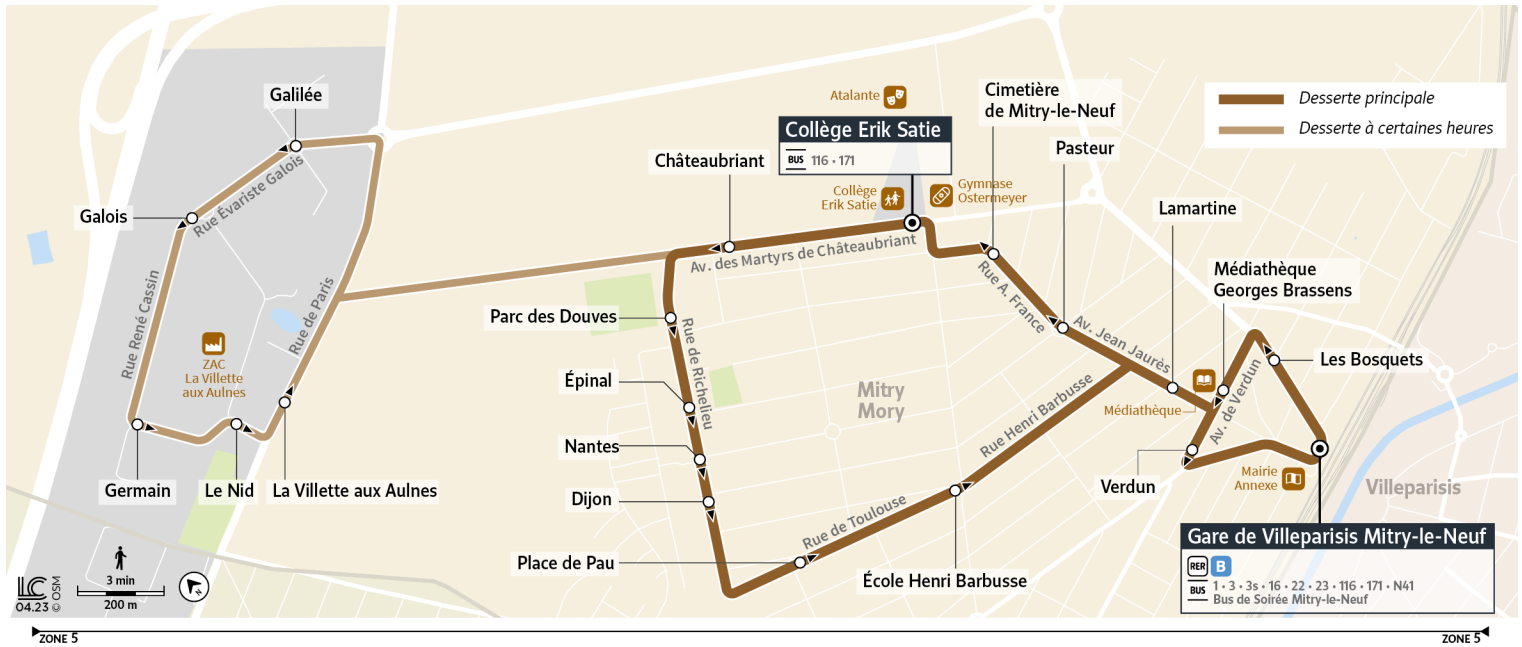 Galilée
Rue Évariste Galois
Galois
Rue René Cassin
Rue de Paris
ZAC
La Villette
aux Aulnes
Germain
Le Nid
La Villette aux Aulnes
LC
04.23
© OSM
3 min
200 m
N
Atalante
Collège Erik Satie
BUS
116 • 171
Châteaubriant
Collège
Erik Satie
Gymnase
Ostermeyer
Cimetière
de Mitry-le-Neuf
Pasteur
Desserte principale
Desserte à certaines heures
Av. des Martyrs de Châteaubriant
Rue A. France
Lamartine
Médiathèque
Georges Brassens
Av. Jean Jaurès
Les Bosquets
Parc des Douves
Rue de Richelieu
Épinal
Mitry
Mory
Nantes
Dijon
Rue Henri Barbusse
Médiathèque
Av. de Verdun
Verdun
Mairie
Annexe
Villeparisis
Rue de Toulouse
Place de Pau
École Henri Barbusse
Gare de Villeparisis Mitry-le-Neuf
RER B
BUS
1 • 3 • 3s • 16 • 22 • 23 • 116 • 171 • N41
Bus de Soirée Mitry-le-Neuf
ZONE 5
ZONE 5